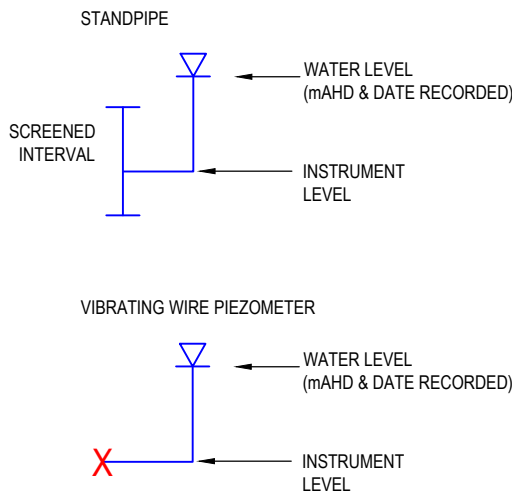 STANDPIPE
WATER LEVEL
(mAHD & DATE RECORDED)
SCREENED
INTERVAL
INSTRUMENT
LEVEL
VIBRATING WIRE PIEZOMETER
WATER LEVEL
(mAHD & DATE RECORDED)
X
INSTRUMENT
LEVEL